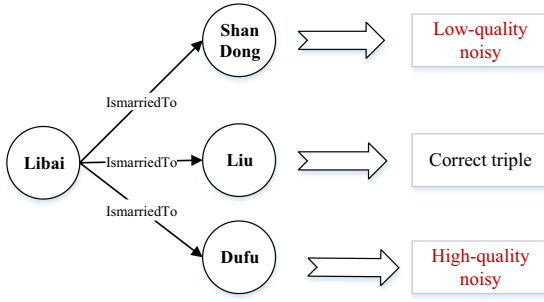 Shan
Dong
Low-quality
noisy
IsmarriedTo
Libai
IsmarriedTo
Liu
Correct triple
IsmarriedTo
Dufu
High-quality
noisy